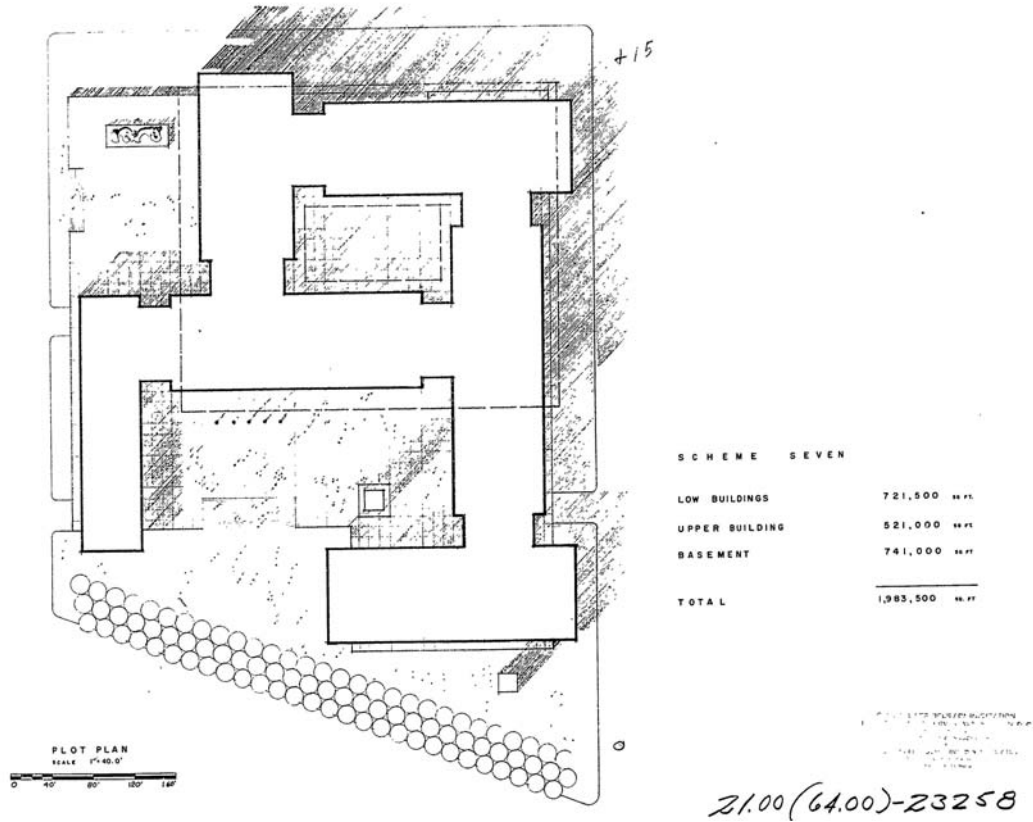 +15
SCHEME SEVEN
LOW BUILDINGS 721,500 SQ FT.
UPPER BUILDING 521,000 SQ FT
BASEMENT 741,000 SQ FT
TOTAL 1,983,500 SQ. FT
PLOT PLAN
SCALE 1"=40.0'
0 40' 80' 120' 160'
21.00(64.00)-23258